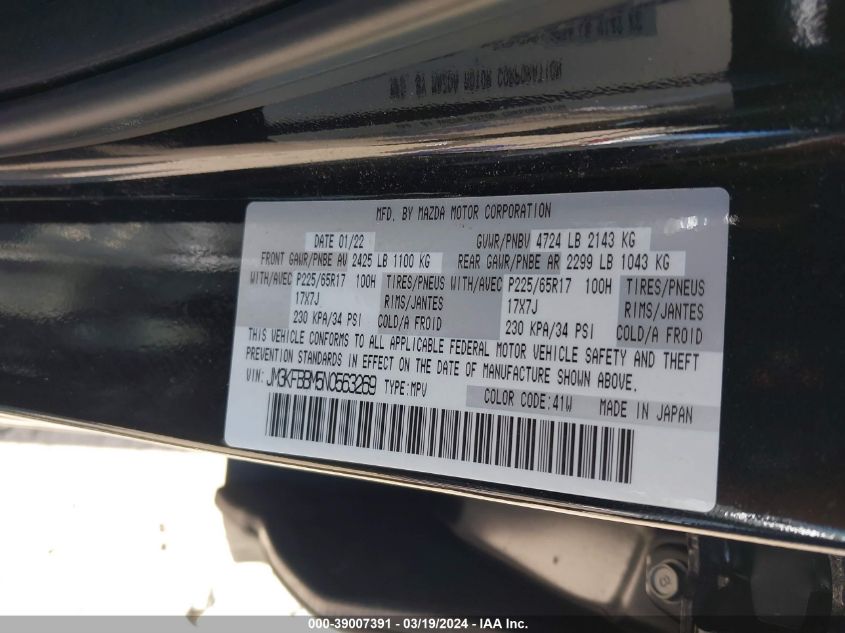 MFD. BY MAZDA MOTOR CORPORATION
DATE 01/22 GVWR/PNBV 4724 LB 2143 KG
FRONT GAWR/PNBE AV 2425 LB 1100 KG REAR GAWR/PNBE AR 2299 LB 1043 KG
WITH/AVEC P225/65R17 100H TIRES/PNEUS WITH/AVEC P225/65R17 100H TIRES/PNEUS
17X7J RIMS/JANTES 17X7J RIMS/JANTES
230 KPA/34 PSI COLD/A FROID 230 KPA/34 PSI COLD/A FROID
THIS VEHICLE CONFORMS TO ALL APPLICABLE FEDERAL MOTOR VEHICLE SAFETY AND THEFT
PREVENTION STANDARDS IN EFFECT ON THE DATE OF MANUFACTURE SHOWN ABOVE.
VIN: JM3KFBBM5N0563269 TYPE:MPV
COLOR CODE:41W MADE IN JAPAN
000-39007391 - 03/19/2024 - IAA Inc.